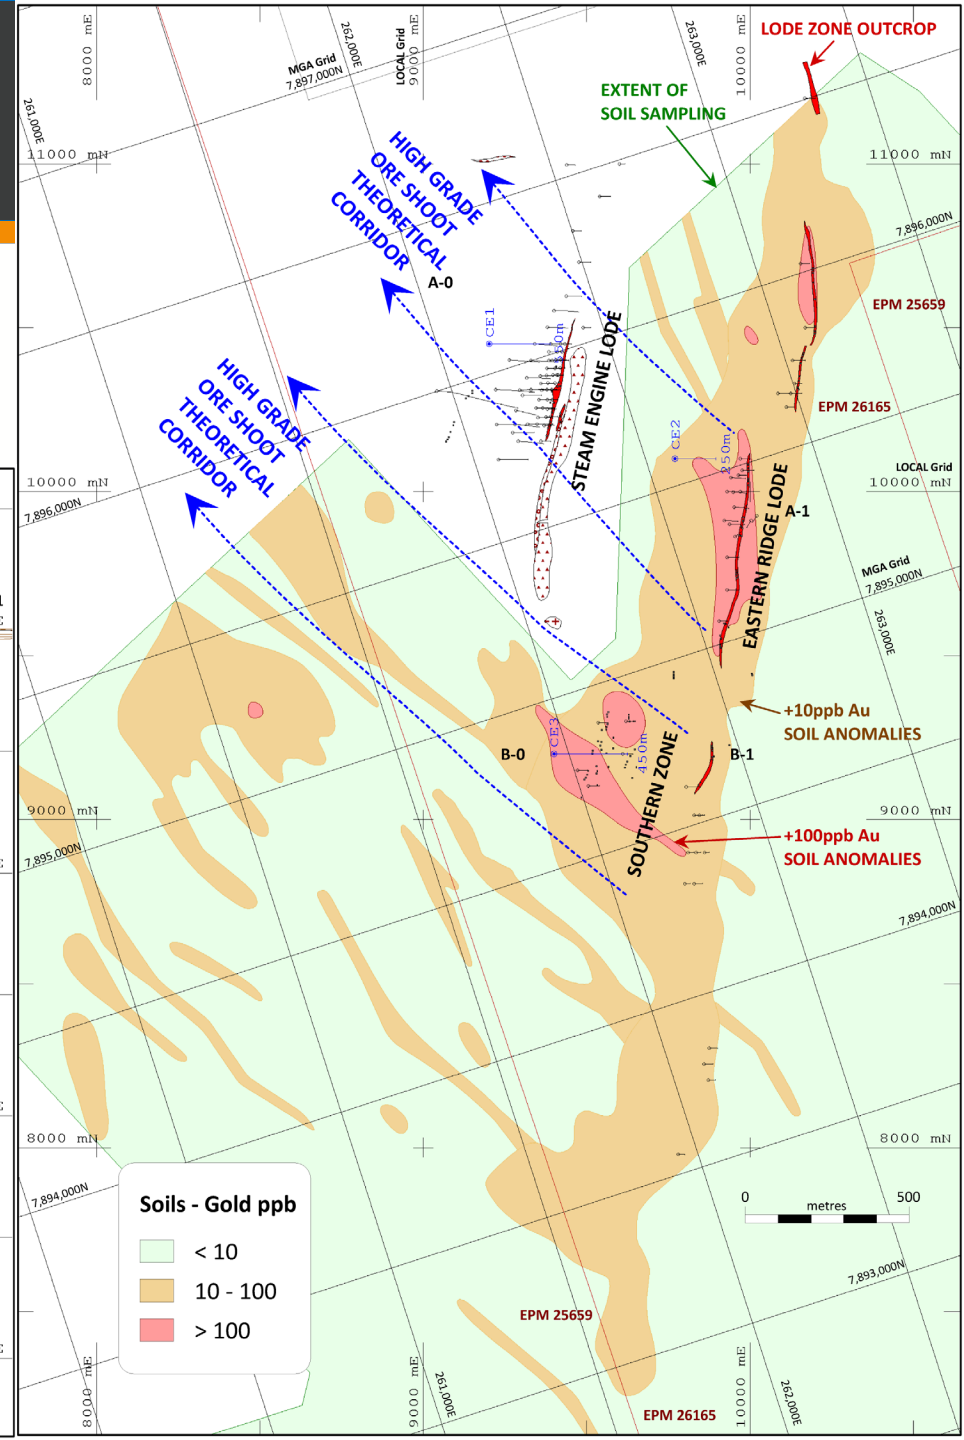 LODE ZONE OUTCROP
8000 mE
262,000E
LOCAL Grid
9000 mE
263,000E
10000 mE
MGA Grid
7,897,000N
261,000E
EXTENT OF
SOIL SAMPLING
11000 mN
11000 mN
HIGH GRADE
ORE SHOOT
THEORETICAL
CORRIDOR
A-0
7,896,000N
EPM 25659
CE1
STEAM ENGINE LODE
HIGH GRADE
ORE SHOOT
THEORETICAL
CORRIDOR
EPM 26165
CE2
250m
LOCAL Grid
10000 mN
10000 mN
7,896,000N
A-1
EASTERN RIDGE LODE
MGA Grid
7,895,000N
263,000E
+10ppb Au
SOIL ANOMALIES
CE3
B-0
450m
B-1
SOUTHERN ZONE
9000 mN
9000 mN
7,895,000N
+100ppb Au
SOIL ANOMALIES
7,894,000N
8000 mN
8000 mN
7,894,000N
Soils - Gold ppb
< 10
10 - 100
> 100
0
500
metres
7,893,000N
EPM 25659
8000 mE
9000 mE
261,000E
10000 mE
262,000E
EPM 26165